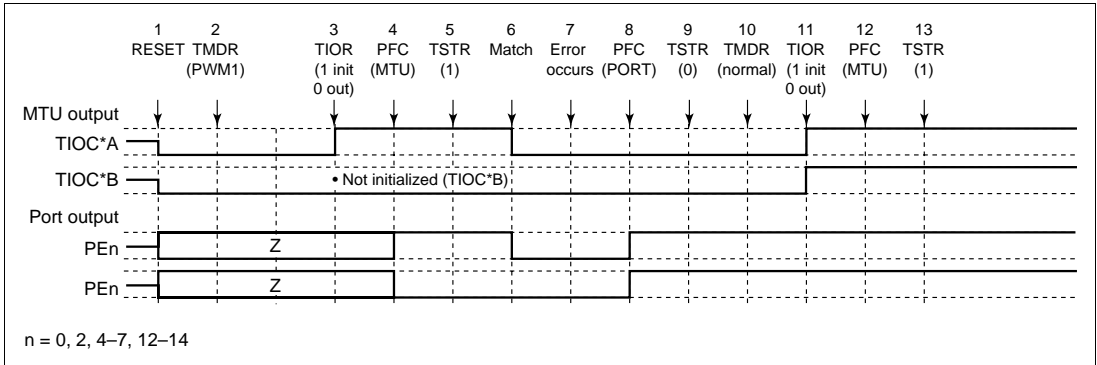 1 2 3 4 5 6 7 8 9 10 11 12 13
RESET TMDR TIOR PFC TSTR Match Error PFC TSTR TMDR TIOR PFC TSTR
(PWM1) (1 init (MTU) (1) occurs (PORT) (0) (normal) (1 init (MTU) (1)
0 out) 0 out)
MTU output
TIOC*A
TIOC*B • Not initialized (TIOC*B)
Port output
PEn Z
PEn Z
n = 0, 2, 4–7, 12–14